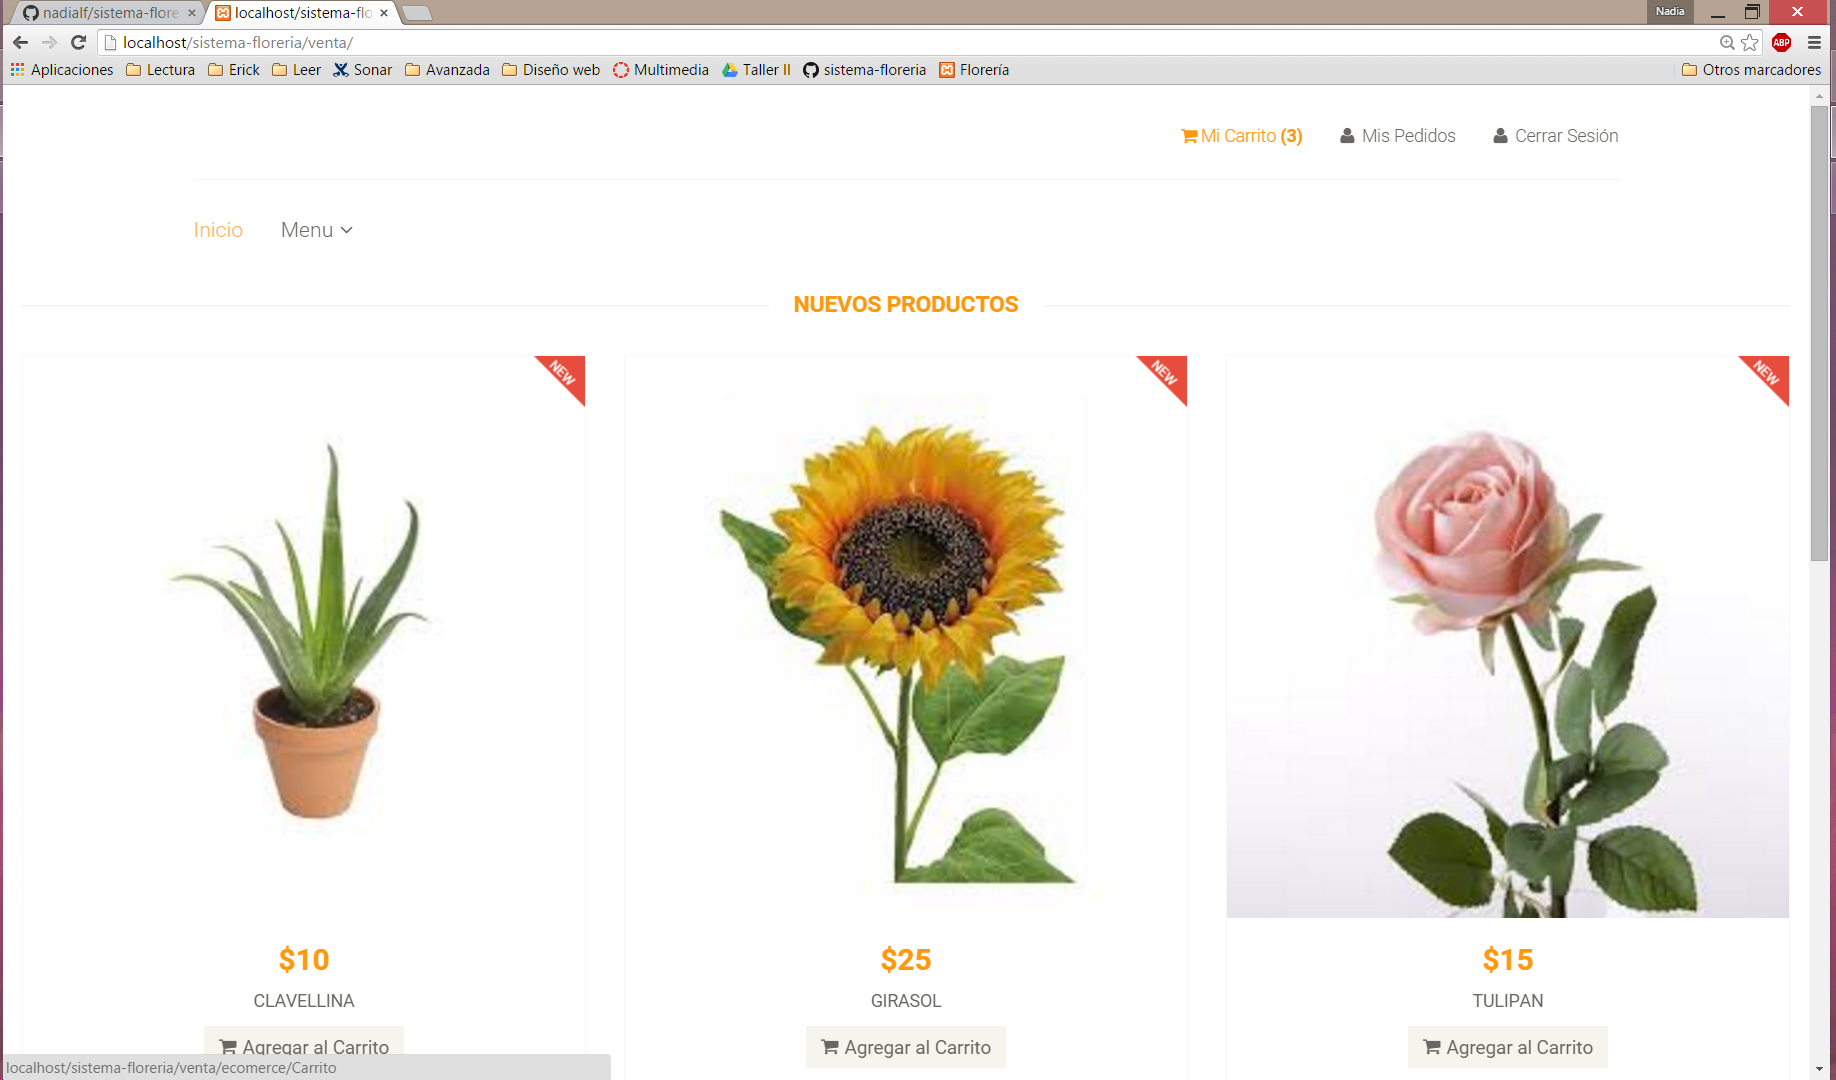 nadialf/sistema-flore
localhost/sistema-flo
Nadia
localhost/sistema-floreria/venta/
ABP
Aplicaciones Lectura Erick Leer Sonar Avanzada Diseño web Multimedia Taller II sistema-floreria Florería Otros marcadores
Mi Carrito (3) Mis Pedidos Cerrar Sesión
Inicio Menu
NUEVOS PRODUCTOS
NEW NEW NEW
$10 $25 $15
CLAVELLINA GIRASOL TULIPAN
Agregar al Carrito Agregar al Carrito Agregar al Carrito
localhost/sistema-floreria/venta/ecomerce/Carrito